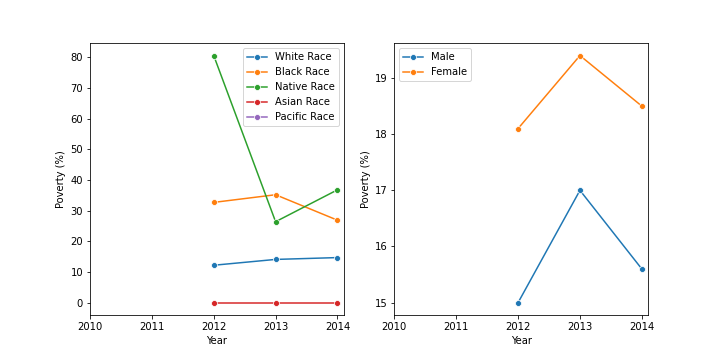 80
70
60
50
40
30
20
10
0
Poverty (%)
2010 2011 2012 2013 2014
Year
White Race
Black Race
Native Race
Asian Race
Pacific Race
19
18
17
16
15
Poverty (%)
2010 2011 2012 2013 2014
Year
Male
Female